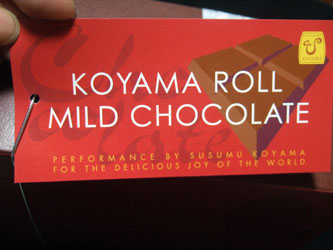 KOYAMA ROLL
MILD CHOCOLATE
PERFORMANCE BY SUSUMU KOYAMA
FOR THE DELICIOUS JOY OF THE WORLD.